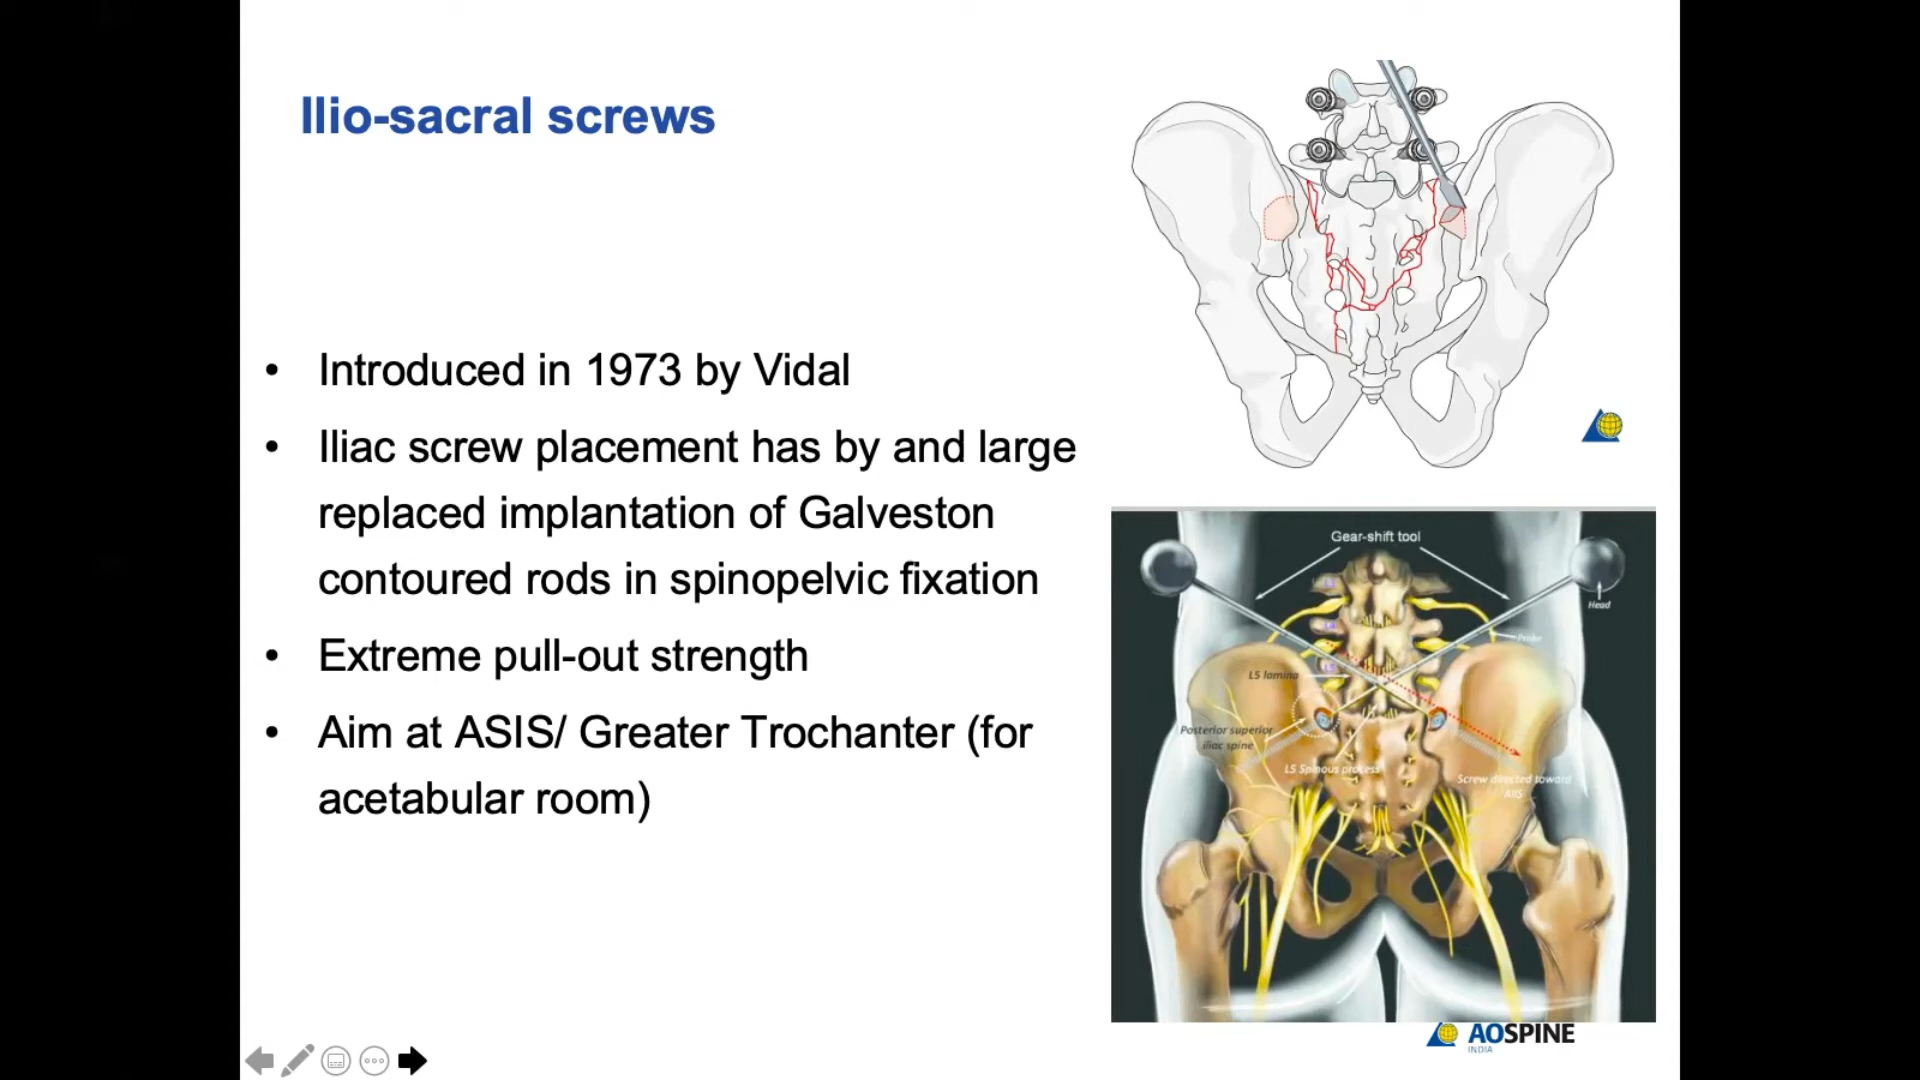 Ilio-sacral screws
• Introduced in 1973 by Vidal
• Iliac screw placement has by and large
replaced implantation of Galveston
contoured rods in spinopelvic fixation
• Extreme pull-out strength
• Aim at ASIS/ Greater Trochanter (for
acetabular room)
Gear-shift tool
Head
Probe
L5 lamina
Posterior superior
iliac spine
L5 Spinous process
Screw directed toward
AIIS
AOSPINE
INDIA